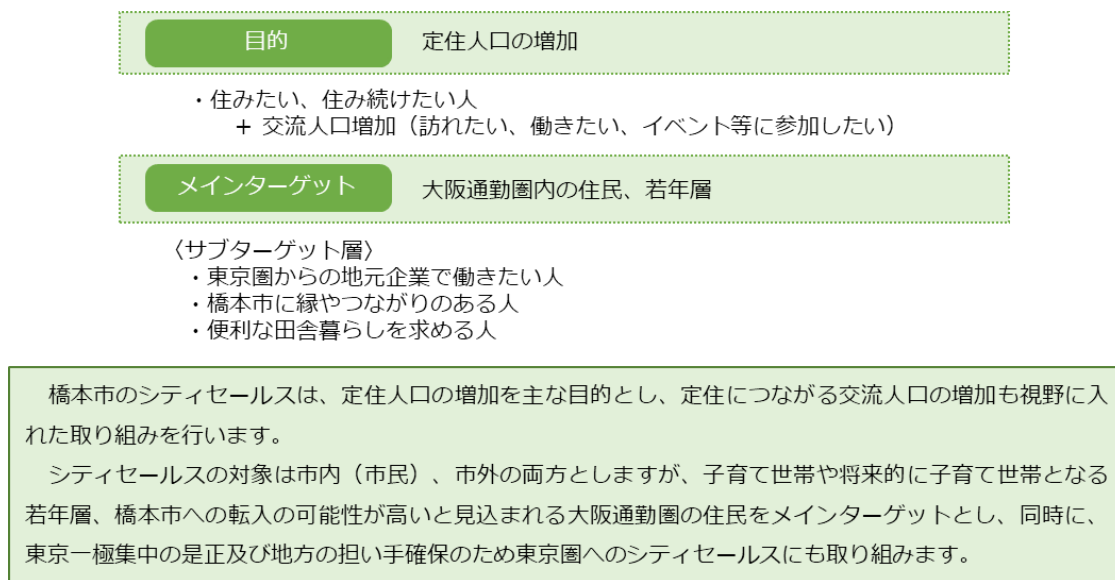 目的 定住人口の増加
・住みたい、住み続けたい人
＋ 交流人口増加（訪れたい、働きたい、イベント等に参加したい）
メインターゲット 大阪通勤圏内の住民、若年層
〈サブターゲット層〉
・東京圏からの地元企業で働きたい人
・橋本市に縁やつながりのある人
・便利な田舎暮らしを求める人
橋本市のシティセールスは、定住人口の増加を主な目的とし、定住につながる交流人口の増加も視野に入
れた取り組みを行います。
シティセールスの対象は市内（市民）、市外の両方としますが、子育て世帯や将来的に子育て世帯となる
若年層、橋本市への転入の可能性が高いと見込まれる大阪通勤圏の住民をメインターゲットとし、同時に、
東京一極集中の是正及び地方の担い手確保のため東京圏へのシティセールスにも取り組みます。